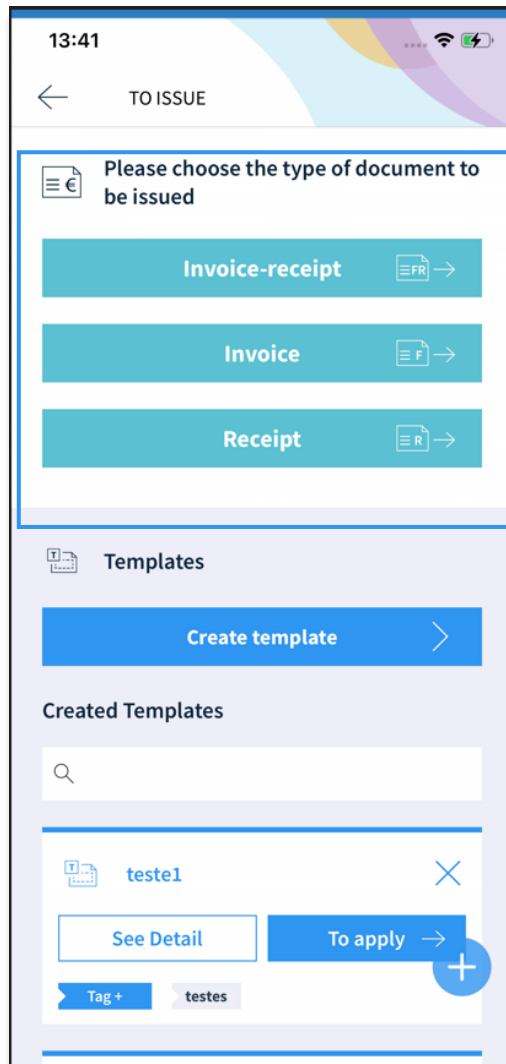 13:41
TO ISSUE
Please choose the type of document to
be issued
Invoice-receipt
FR
Invoice
F
Receipt
R
T
Templates
Create template
Created Templates
T
teste1
See Detail
To apply
Tag +
testes